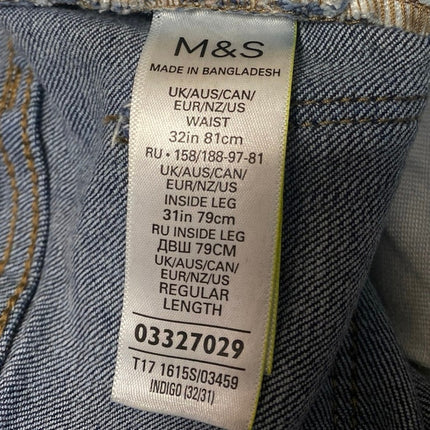 M&S
MADE IN BANGLADESH
UK/AUS/CAN/
EUR/NZ/US
WAIST
32in 81cm
RU • 158/188-97-81
UK/AUS/CAN/
EUR/NZ/US
INSIDE LEG
31in 79cm
RU INSIDE LEG
ДВШ 79СМ
UK/AUS/CAN/
EUR/NZ/US
REGULAR
LENGTH
03327029
T17 1615S/03459
INDIGO (32/31)